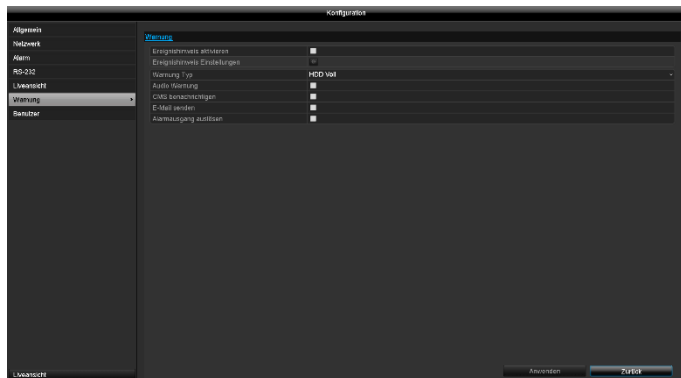 Konfiguration
Allgemein
Netzwerk
Alarm
RS-232
Liveansicht
Warnung
Benutzer
Liveansicht
Warnung
Ereignishinweis aktivieren
Ereignishinweis Einstellungen
Warnung Typ HDD Voll
Audio Warnung
CMS benachrichtigen
E-Mail senden
Alarmausgang auslösen
Anwenden Zurück